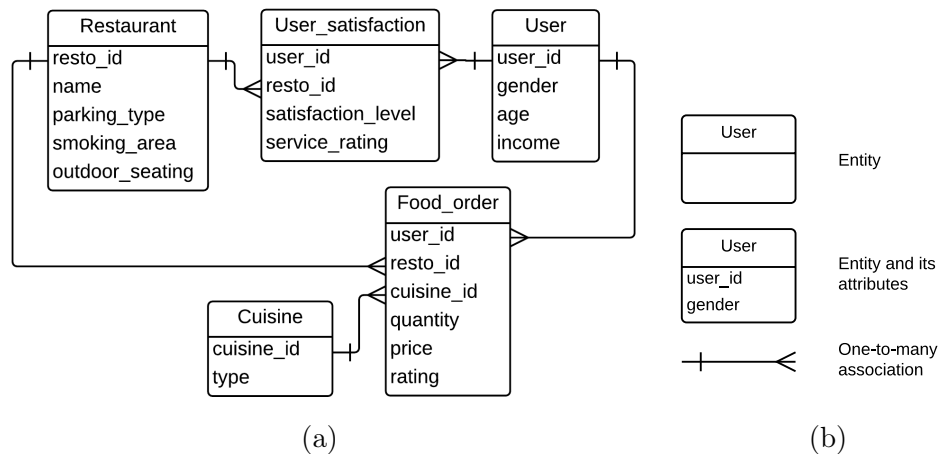 Restaurant
resto_id
name
parking_type
smoking_area
outdoor_seating
User_satisfaction
user_id
resto_id
satisfaction_level
service_rating
User
user_id
gender
age
income
Food_order
user_id
resto_id
cuisine_id
quantity
price
rating
Cuisine
cuisine_id
type
(a)
User
Entity
User
user_id
gender
Entity and its
attributes
One-to-many
association
(b)